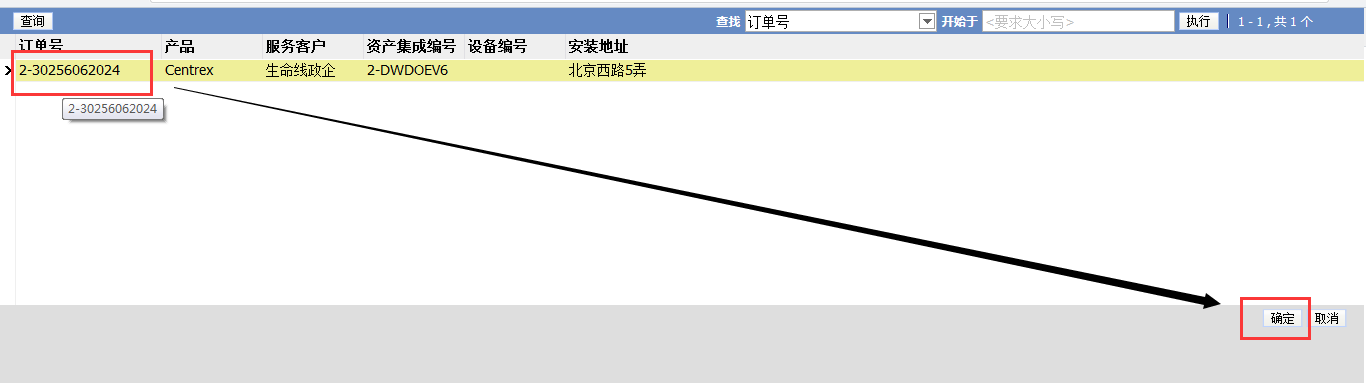 查询 查找 订单号 开始于 <要求大小写> 执行 1 - 1 , 共 1 个
订单号 产品 服务客户 资产集成编号 设备编号 安装地址
2-30256062024 Centrex 生命线政企 2-DWDOEV6 北京西路5弄
2-30256062024
确定 取消